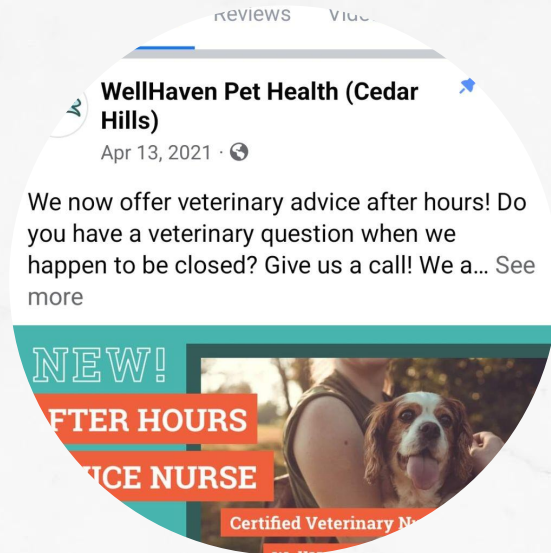 Reviews
WellHaven Pet Health (Cedar
Hills)
Apr 13, 2021 ·
We now offer veterinary advice after hours! Do
you have a veterinary question when we
happen to be closed? Give us a call! We a... See
more
NEW!
FTER HOURS
ICE NURSE
Certified Veterinary